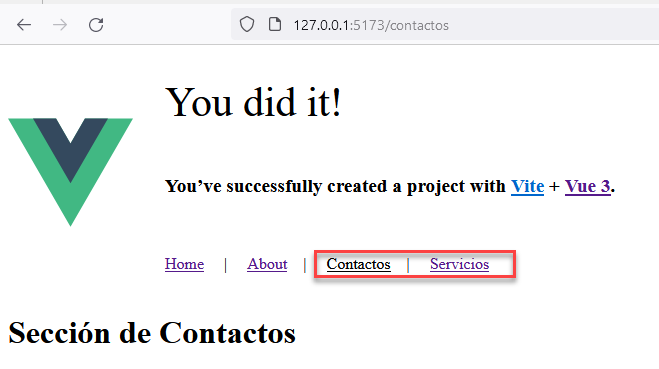 127.0.0.1:5173/contactos
You did it!
You’ve successfully created a project with Vite + Vue 3.
Home | About | Contactos | Servicios
Sección de Contactos